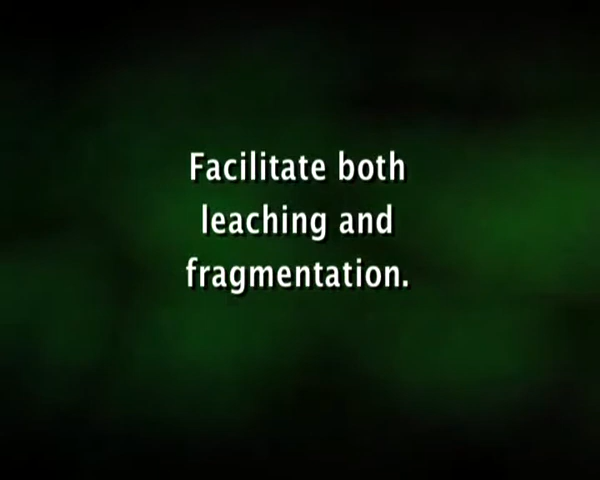 Facilitate both
leaching and
fragmentation.